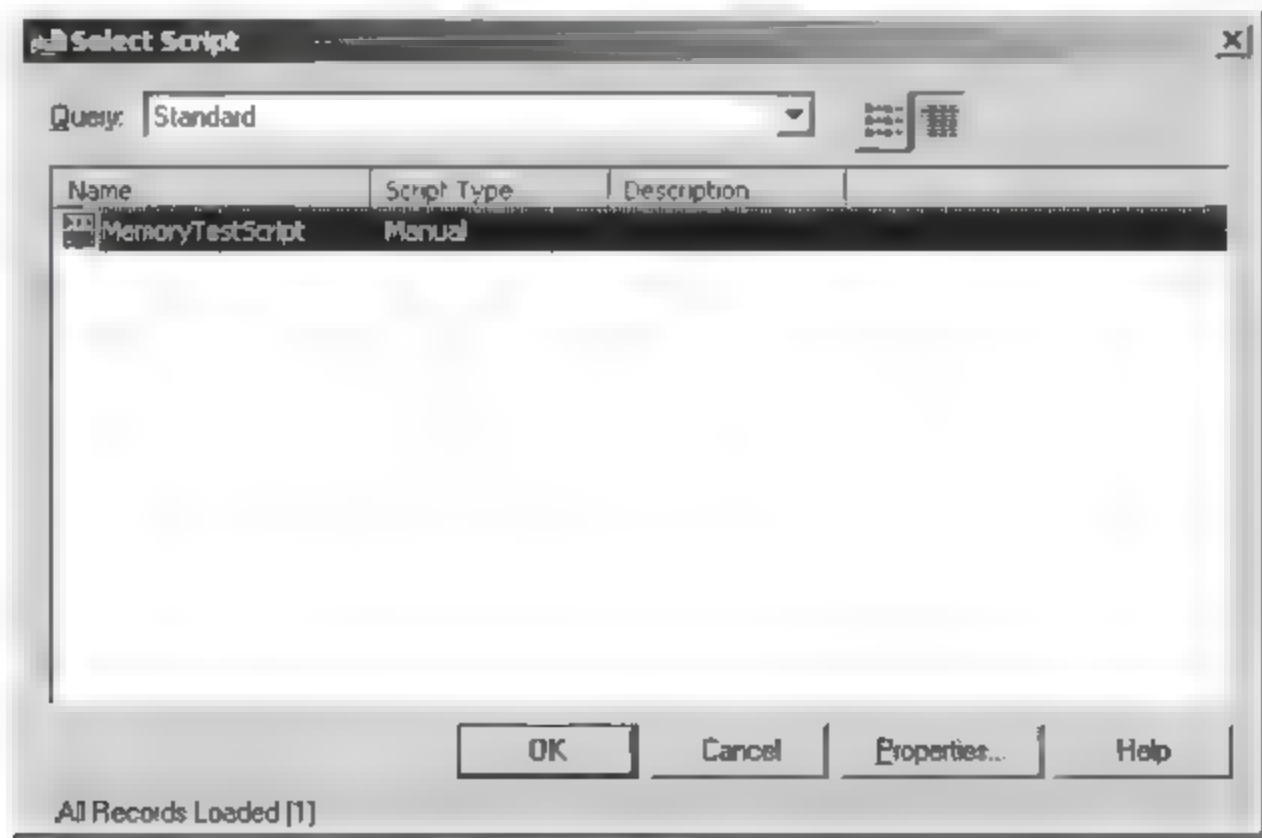 Select Script
Query: Standard
Name Script Type Description
MemoryTestScript Manual
OK Cancel Properties... Help
All Records Loaded [1]